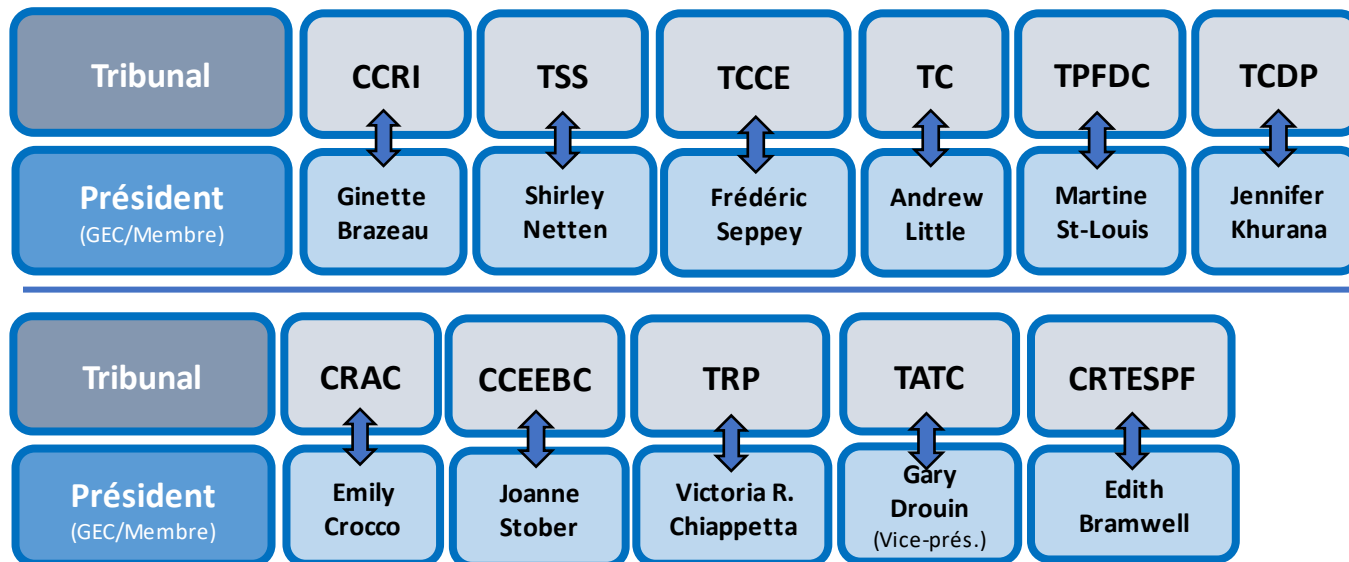 Tribunal
CCRI
TSS
TCCE
TC
TPFDC
TCDP
Président
(GEC/Membre)
Ginette
Brazeau
Shirley
Netten
Frédéric
Seppey
Andrew
Little
Martine
St-Louis
Jennifer
Khurana
Tribunal
CRAC
CCEEBC
TRP
TATC
CRTESPF
Président
(GEC/Membre)
Emily
Crocco
Joanne
Stober
Victoria R.
Chiappetta
Gary
Drouin
(Vice-prés.)
Edith
Bramwell